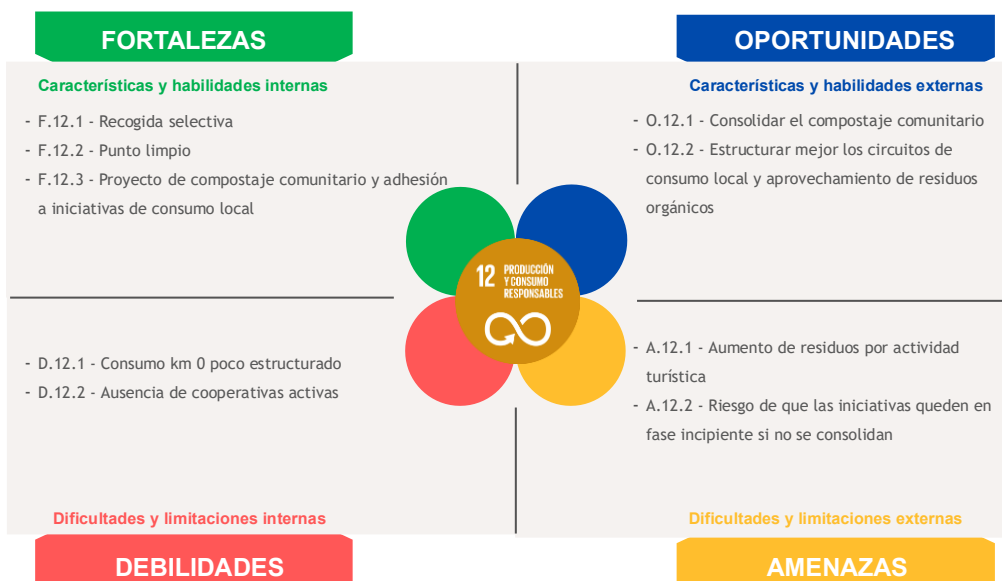 FORTALEZAS
Características y habilidades internas
- F.12.1 - Recogida selectiva
- F.12.2 - Punto limpio
- F.12.3 - Proyecto de compostaje comunitario y adhesión
a iniciativas de consumo local
OPORTUNIDADES
Características y habilidades externas
- O.12.1 - Consolidar el compostaje comunitario
- O.12.2 - Estructurar mejor los circuitos de
consumo local y aprovechamiento de residuos
orgánicos
12 PRODUCCIÓN
Y CONSUMO
RESPONSABLES
- D.12.1 - Consumo km 0 poco estructurado
- D.12.2 - Ausencia de cooperativas activas
Dificultades y limitaciones internas
DEBILIDADES
- A.12.1 - Aumento de residuos por actividad
turística
- A.12.2 - Riesgo de que las iniciativas queden en
fase incipiente si no se consolidan
Dificultades y limitaciones externas
AMENAZAS